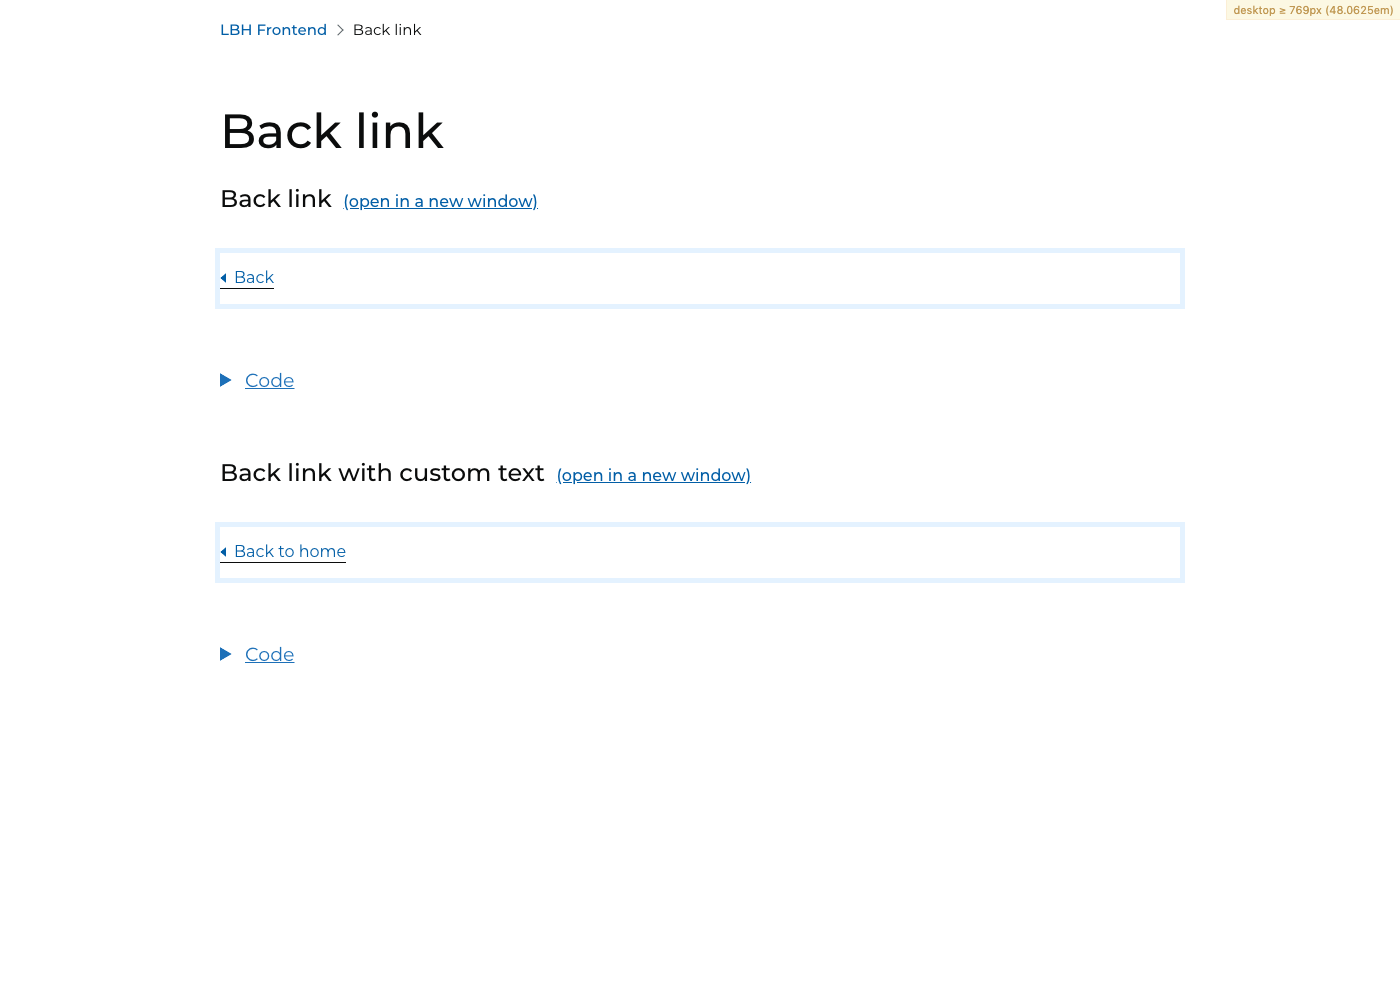 desktop ≥ 769px (48.0625em)
LBH Frontend > Back link
Back link
Back link (open in a new window)
Back
Code
Back link with custom text (open in a new window)
Back to home
Code